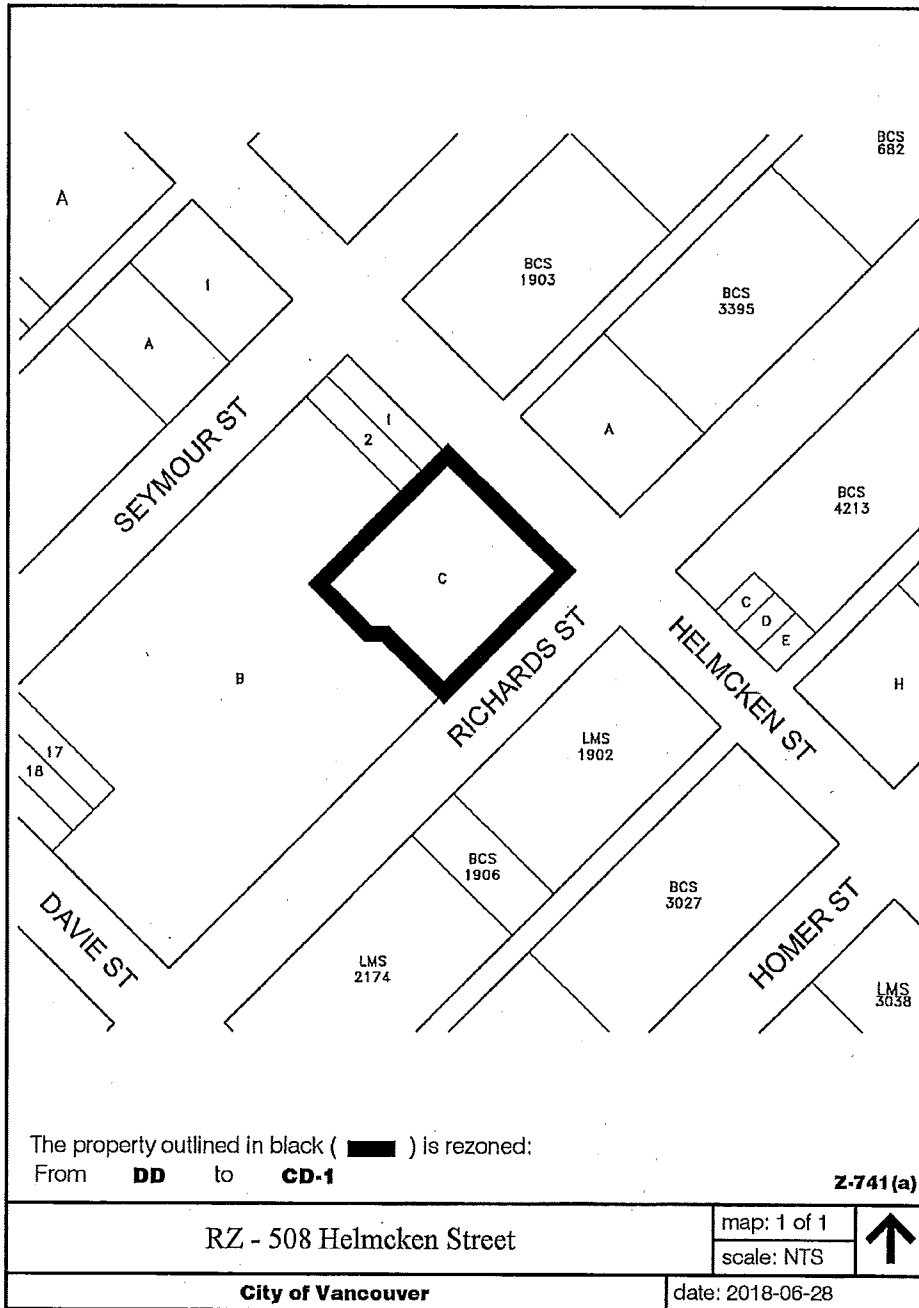 BCS
682
A
1
BCS
1903
BCS
3395
A
SEYMOUR ST
1
2
A
BCS
4213
C
C
D
E
RICHARDS ST
HELMCKEN ST
B
H
LMS
1902
17
18
BCS
1906
BCS
3027
DAVIE ST
HOMER ST
LMS
2174
LMS
3038
The property outlined in black ( ) is rezoned:
From DD to CD-1
Z-741(a)
RZ - 508 Helmcken Street
map: 1 of 1
scale: NTS
City of Vancouver
date: 2018-06-28